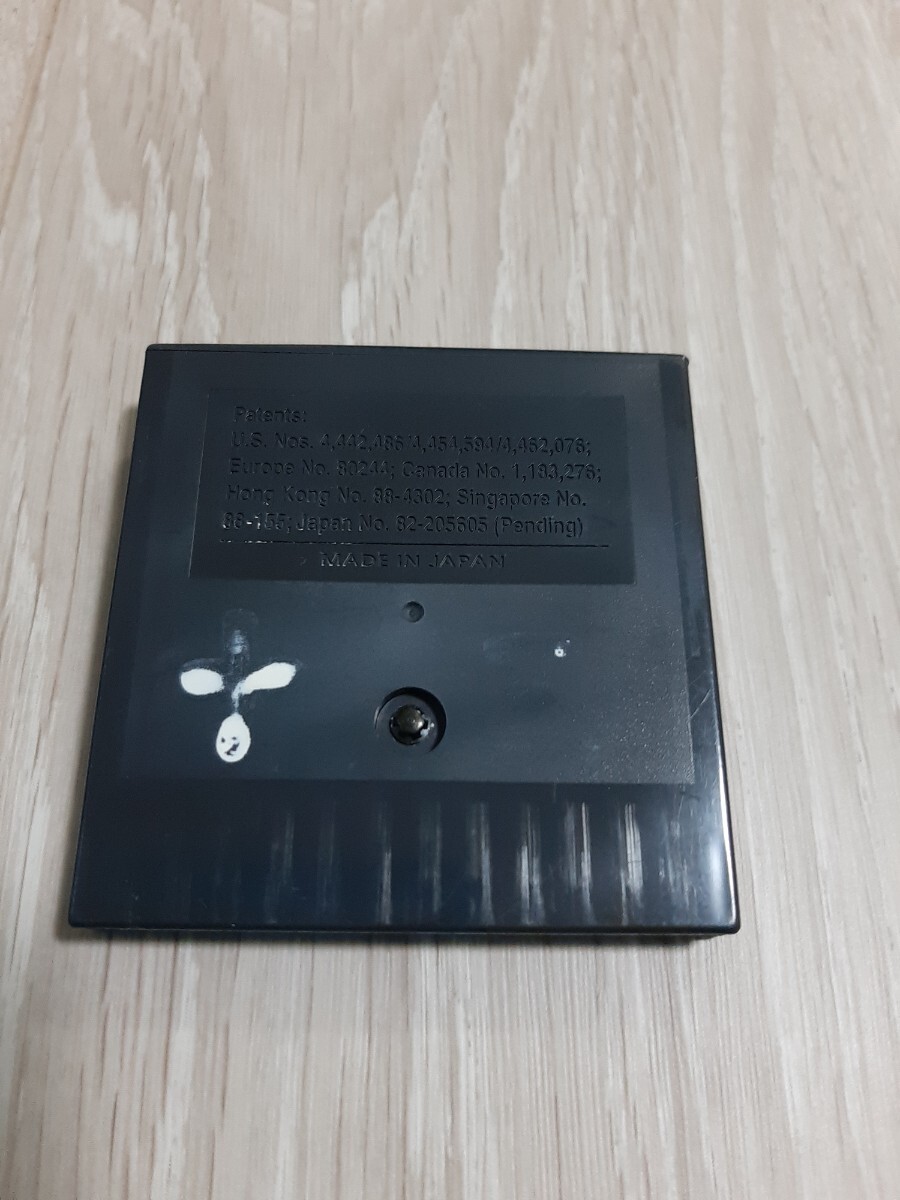 Patents:
U.S. Nos. 4,442,486/4,454,594/4,462,076;
Europe No. 80244; Canada No. 1,183,276;
Hong Kong No. 88-4302; Singapore No.
88-155; Japan No. 82-205605 (Pending)
MADE IN JAPAN